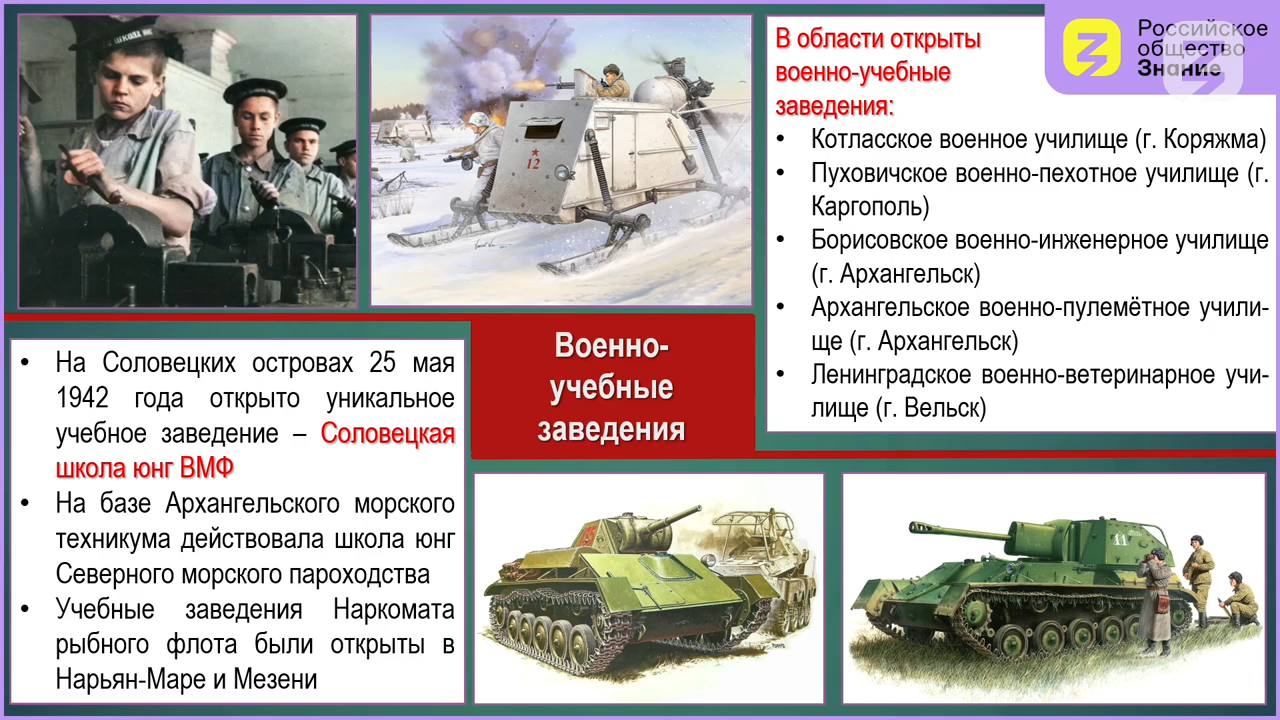 В области открыты
военно-учебные
заведения:
• Котласское военное училище (г. Коряжма)
• Пуховичское военно-пехотное училище (г.
Каргополь)
• Борисовское военно-инженерное училище
(г. Архангельск)
• Архангельское военно-пулемётное учили-
ще (г. Архангельск)
• Ленинградское военно-ветеринарное учи-
лище (г. Вельск)
Российское
общество
Знание
12
Военно-
учебные
заведения
• На Соловецких островах 25 мая
1942 года открыто уникальное
учебное заведение – Соловецкая
школа юнг ВМФ
• На базе Архангельского морского
техникума действовала школа юнг
Северного морского пароходства
• Учебные заведения Наркомата
рыбного флота были открыты в
Нарьян-Маре и Мезени
11